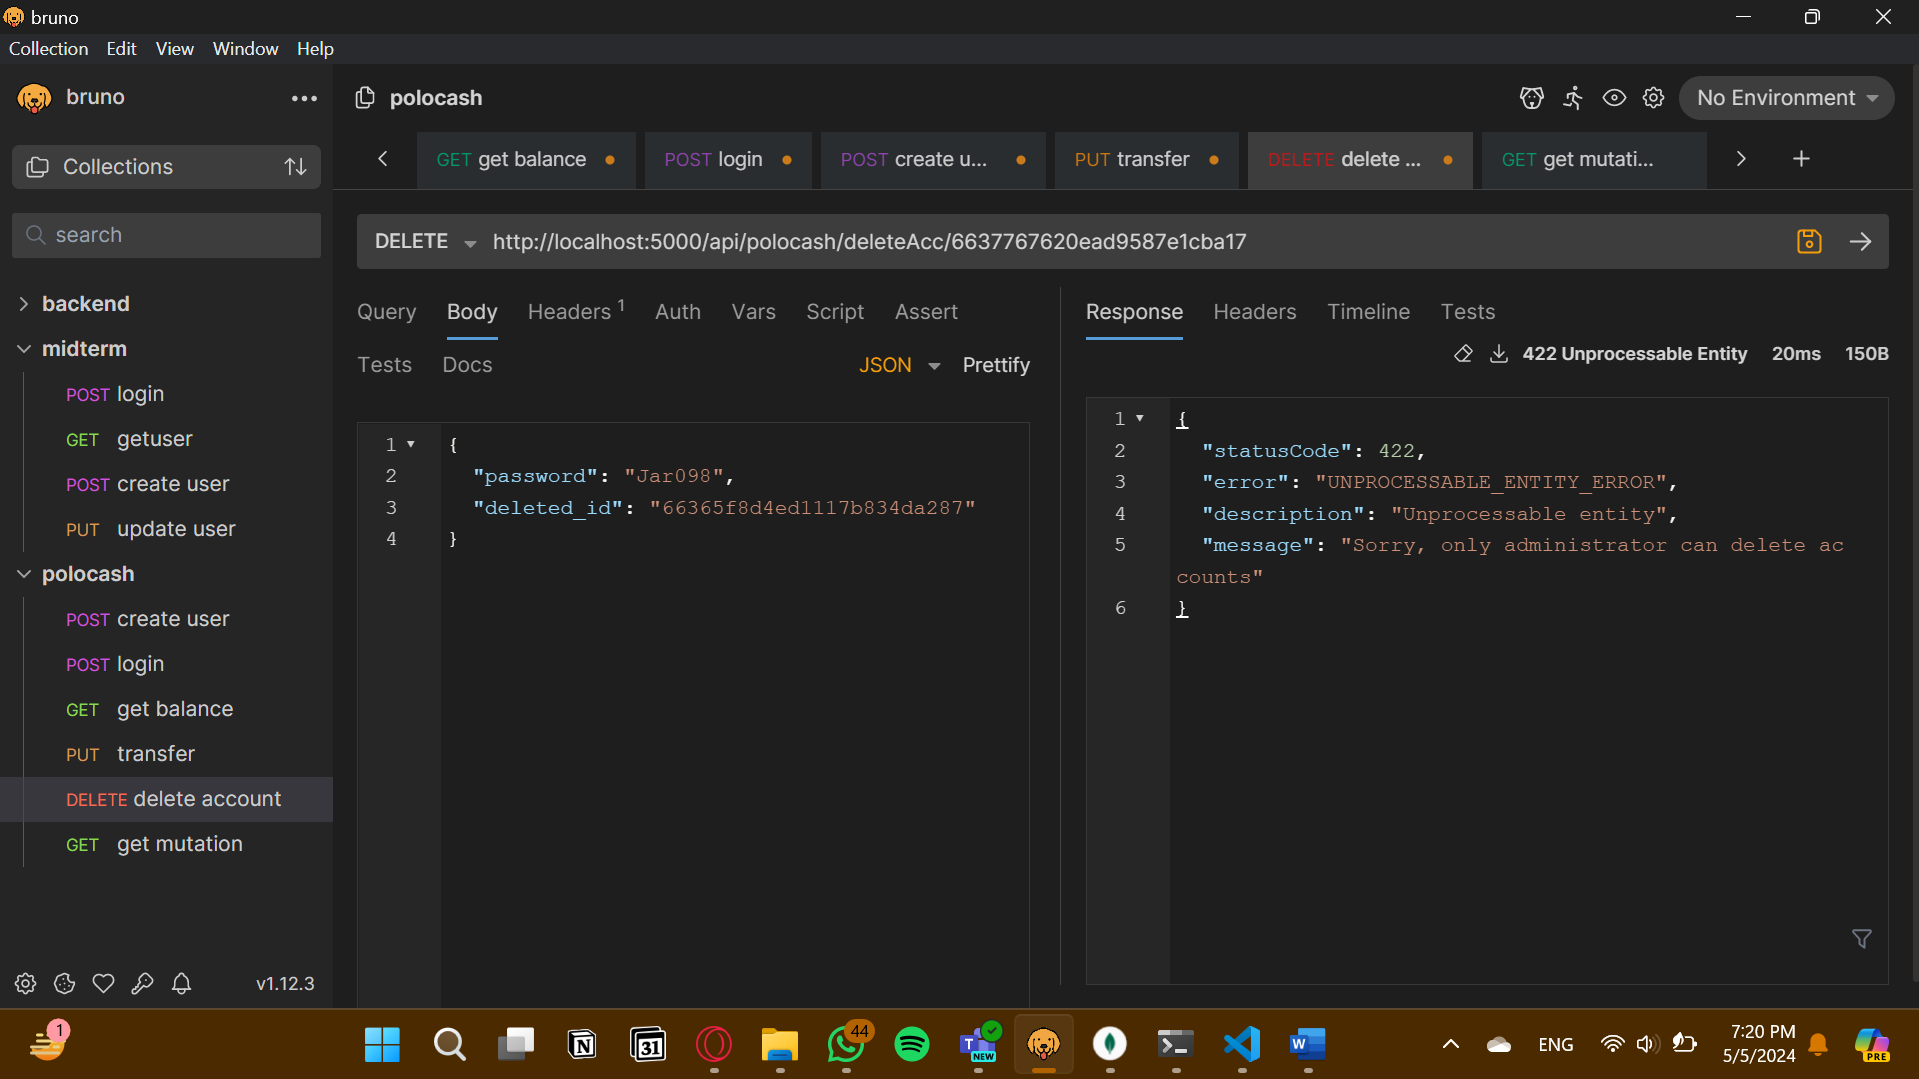 bruno
Collection Edit View Window Help
bruno
polocash
No Environment
Collections
GET get balance
POST login
POST create u...
PUT transfer
DELETE delete ...
GET get mutati...
search
DELETE http://localhost:5000/api/polocash/deleteAcc/6637767620ead9587e1cba17
backend
midterm
POST login
GET getuser
POST create user
PUT update user
polocash
POST create user
POST login
GET get balance
PUT transfer
DELETE delete account
GET get mutation
v1.12.3
Query Body Headers 1 Auth Vars Script Assert
Tests Docs JSON Prettify
1 {
2 "password": "Jar098",
3 "deleted_id": "66365f8d4ed1117b834da287"
4 }
Response Headers Timeline Tests
422 Unprocessable Entity 20ms 150B
1 {
2 "statusCode": 422,
3 "error": "UNPROCESSABLE_ENTITY_ERROR",
4 "description": "Unprocessable entity",
5 "message": "Sorry, only administrator can delete ac
counts"
6 }
1
N
31
44
T
NEW
W
ENG
7:20 PM
5/5/2024
PRE